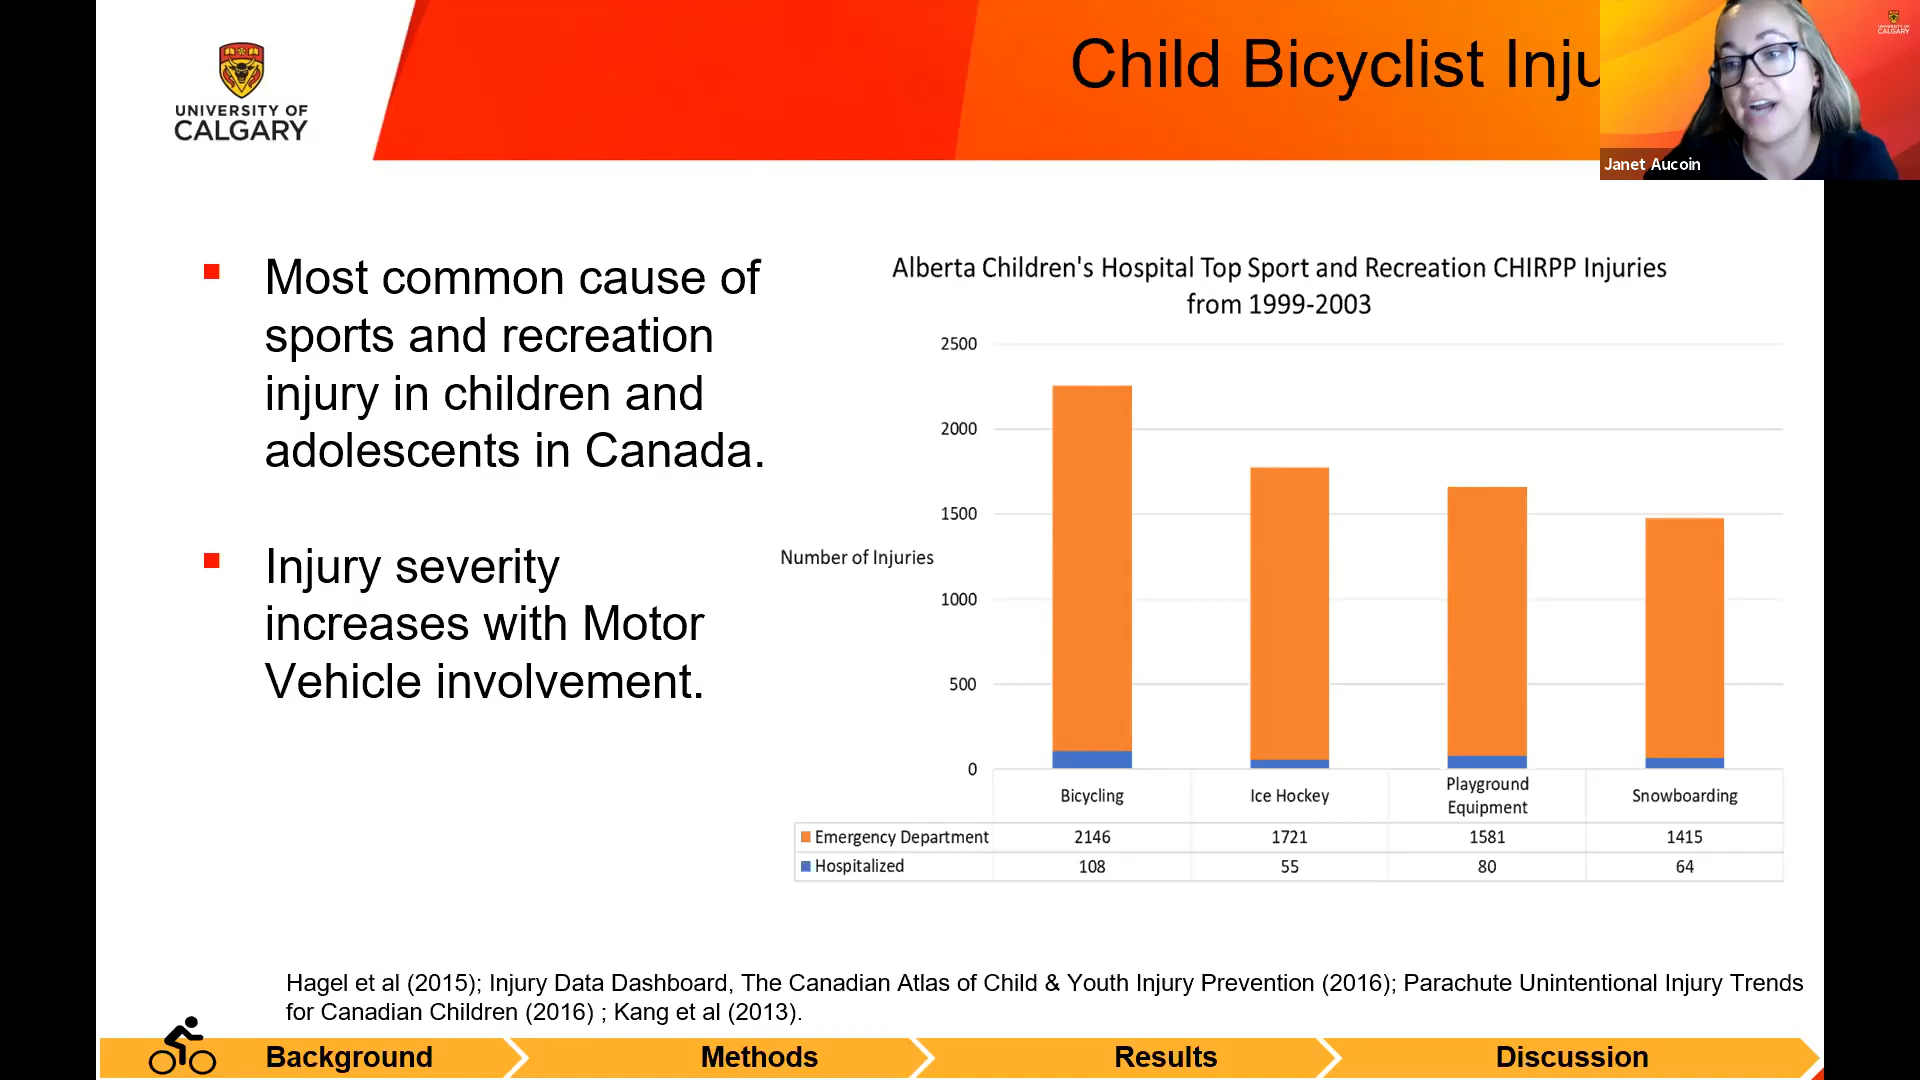 UNIVERSITY OF
CALGARY
Child Bicyclist Inju
UNIVERSITY OF
CALGARY
Janet Aucoin
Most common cause of
sports and recreation
injury in children and
adolescents in Canada.
Injury severity
increases with Motor
Vehicle involvement.
Alberta Children's Hospital Top Sport and Recreation CHIRPP Injuries
from 1999-2003
Number of Injuries
2500
2000
1500
1000
500
0
Bicycling Ice Hockey Playground Equipment Snowboarding
Emergency Department 2146 1721 1581 1415
Hospitalized 108 55 80 64
Hagel et al (2015); Injury Data Dashboard, The Canadian Atlas of Child & Youth Injury Prevention (2016); Parachute Unintentional Injury Trends
for Canadian Children (2016) ; Kang et al (2013).
Background Methods Results Discussion